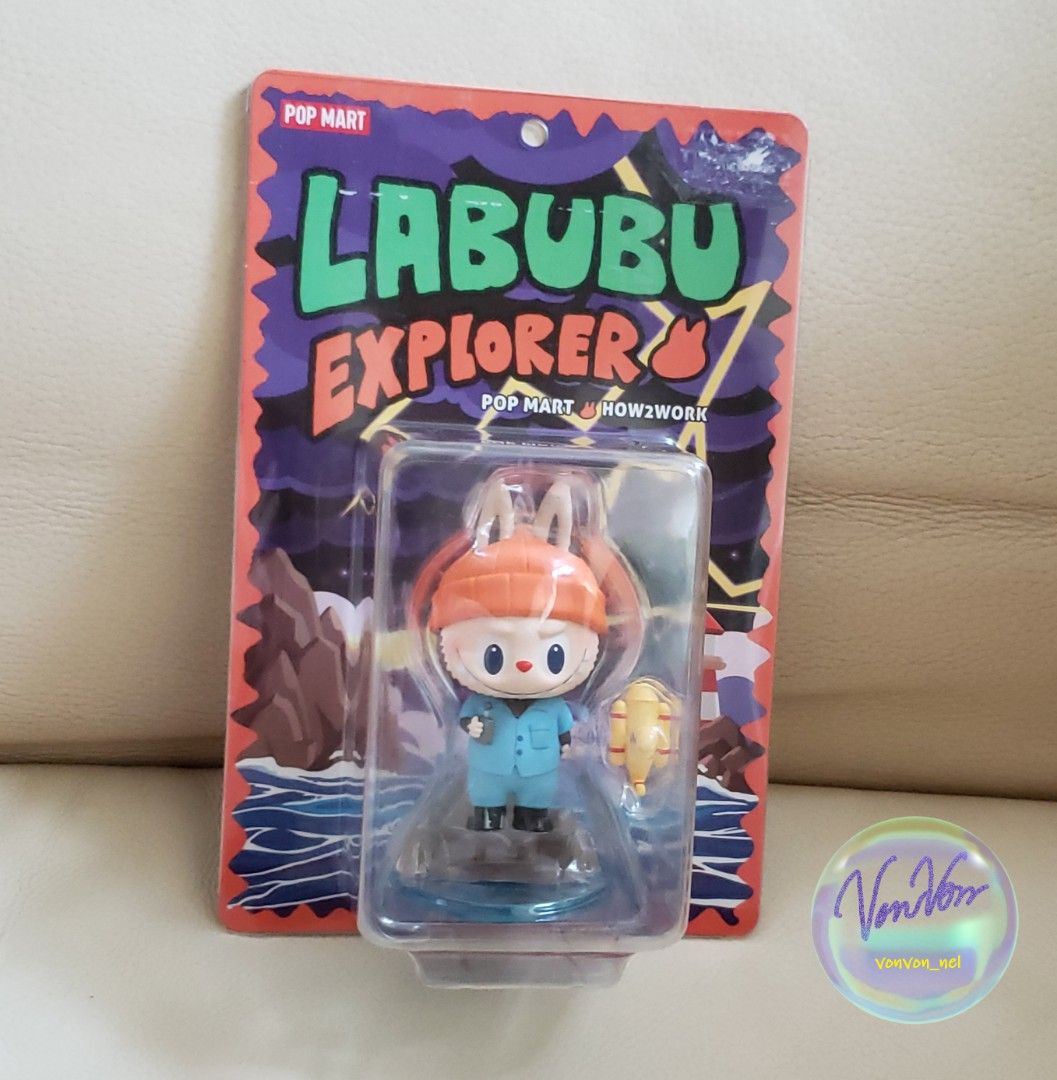 POP MART
LABUBU
EXPLORER
POP MART HOW2WORK
VonVon
vonvon_nel